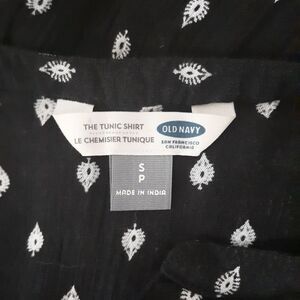 THE TUNIC SHIRT
LE CHEMISIER TUNIQUE
OLD NAVY
SAN FRANCISCO
CALIFORNIA
S
P
MADE IN INDIA